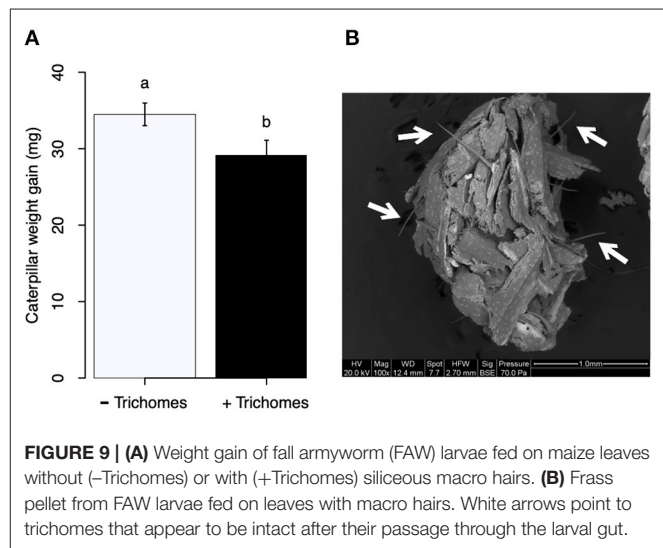 A
B
40
30
20
10
0
Caterpillar weight gain (mg)
a
b
– Trichomes
+ Trichomes
HV Mag WD Spot HFW Sig Pressure
1.0mm
20.0 kV 100x 12.4 mm 7.7 2.70 mm BSE 70.0 Pa
FIGURE 9 | (A) Weight gain of fall armyworm (FAW) larvae fed on maize leaves
without (–Trichomes) or with (+Trichomes) siliceous macro hairs. (B) Frass
pellet from FAW larvae fed on leaves with macro hairs. White arrows point to
trichomes that appear to be intact after their passage through the larval gut.